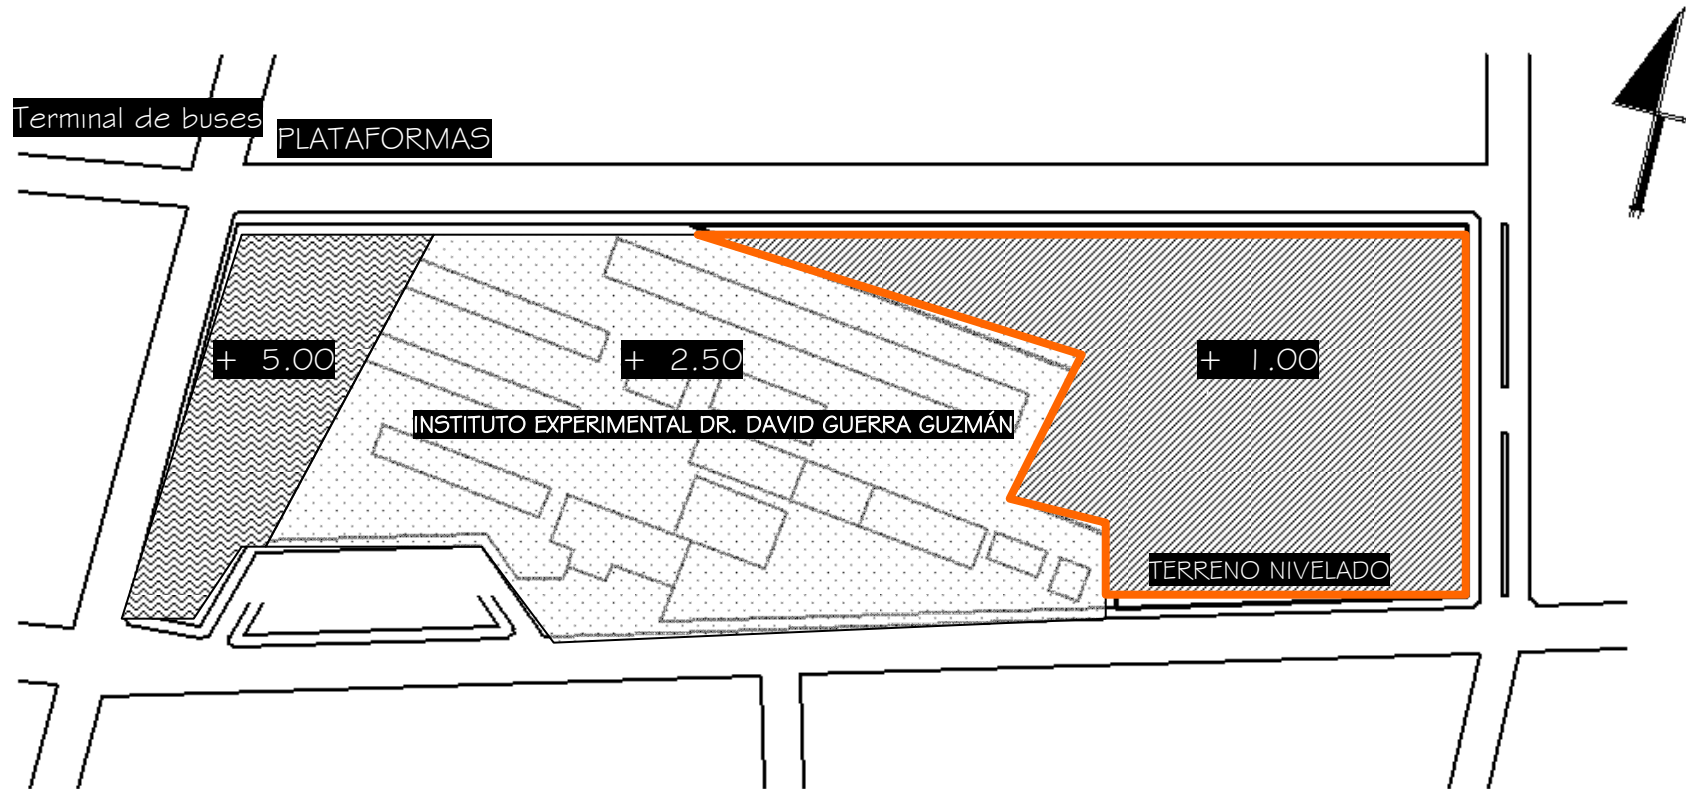 Terminal de buses
PLATAFORMAS
+ 5.00
+ 2.50
+ 1.00
INSTITUTO EXPERIMENTAL DR. DAVID GUERRA GUZMÁN
TERRENO NIVELADO